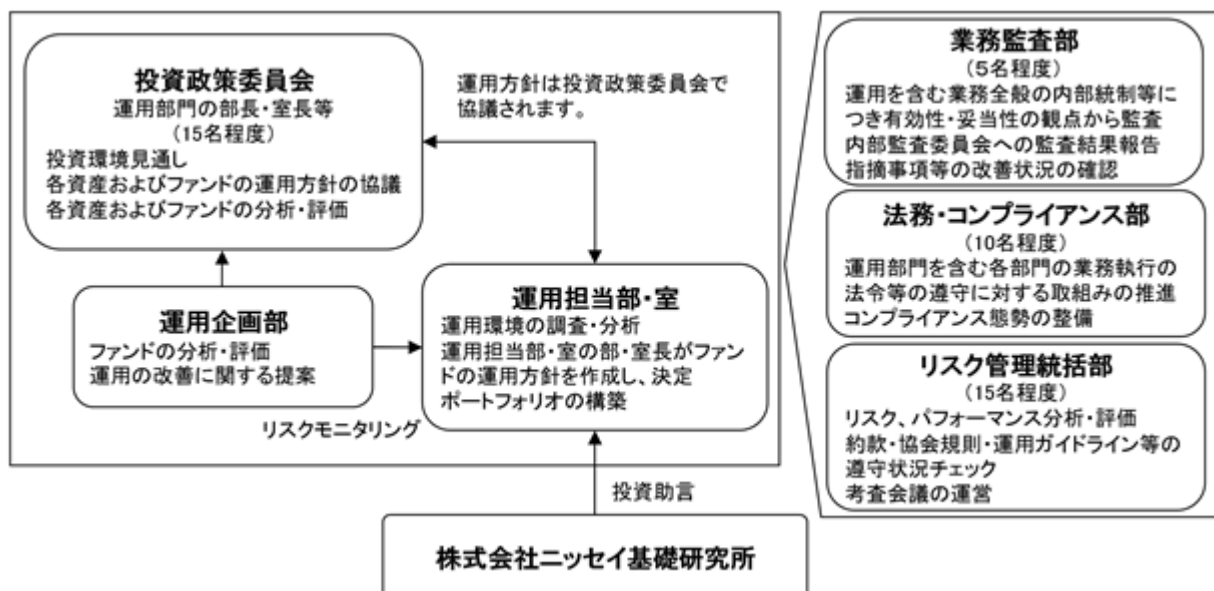 投資政策委員会
運用部門の部長・室長等
(15名程度)
投資環境見通し
各資産およびファンドの運用方針の協議
各資産およびファンドの分析・評価
運用方針は投資政策委員会で
協議されます。
運用企画部
ファンドの分析・評価
運用の改善に関する提案
リスクモニタリング
運用担当部・室
運用環境の調査・分析
運用担当部・室の部・室長がファン
ドの運用方針を作成し、決定
ポートフォリオの構築
投資助言
株式会社ニッセイ基礎研究所
業務監査部
(5名程度)
運用を含む業務全般の内部統制等に
つき有効性・妥当性の観点から監査
内部監査委員会への監査結果報告
指摘事項等の改善状況の確認
法務・コンプライアンス部
(10名程度)
運用部門を含む各部門の業務執行の
法令等の遵守に対する取組みの推進
コンプライアンス態勢の整備
リスク管理統括部
(15名程度)
リスク、パフォーマンス分析・評価
約款・協会規則・運用ガイドライン等の
遵守状況チェック
考査会議の運営